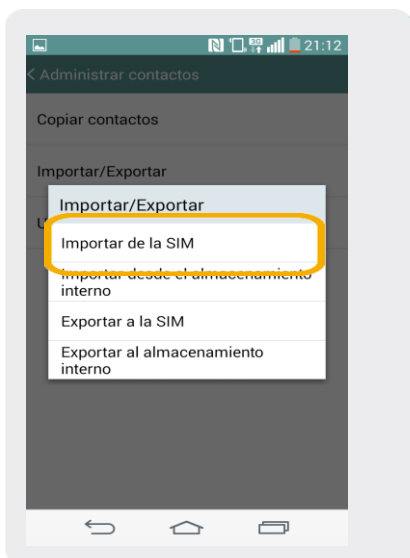 3G 21:12
< Administrar contactos
Copiar contactos
Importar/Exportar
U
Importar/Exportar
Importar de la SIM
Importar desde el almacenamiento
interno
Exportar a la SIM
Exportar al almacenamiento
interno